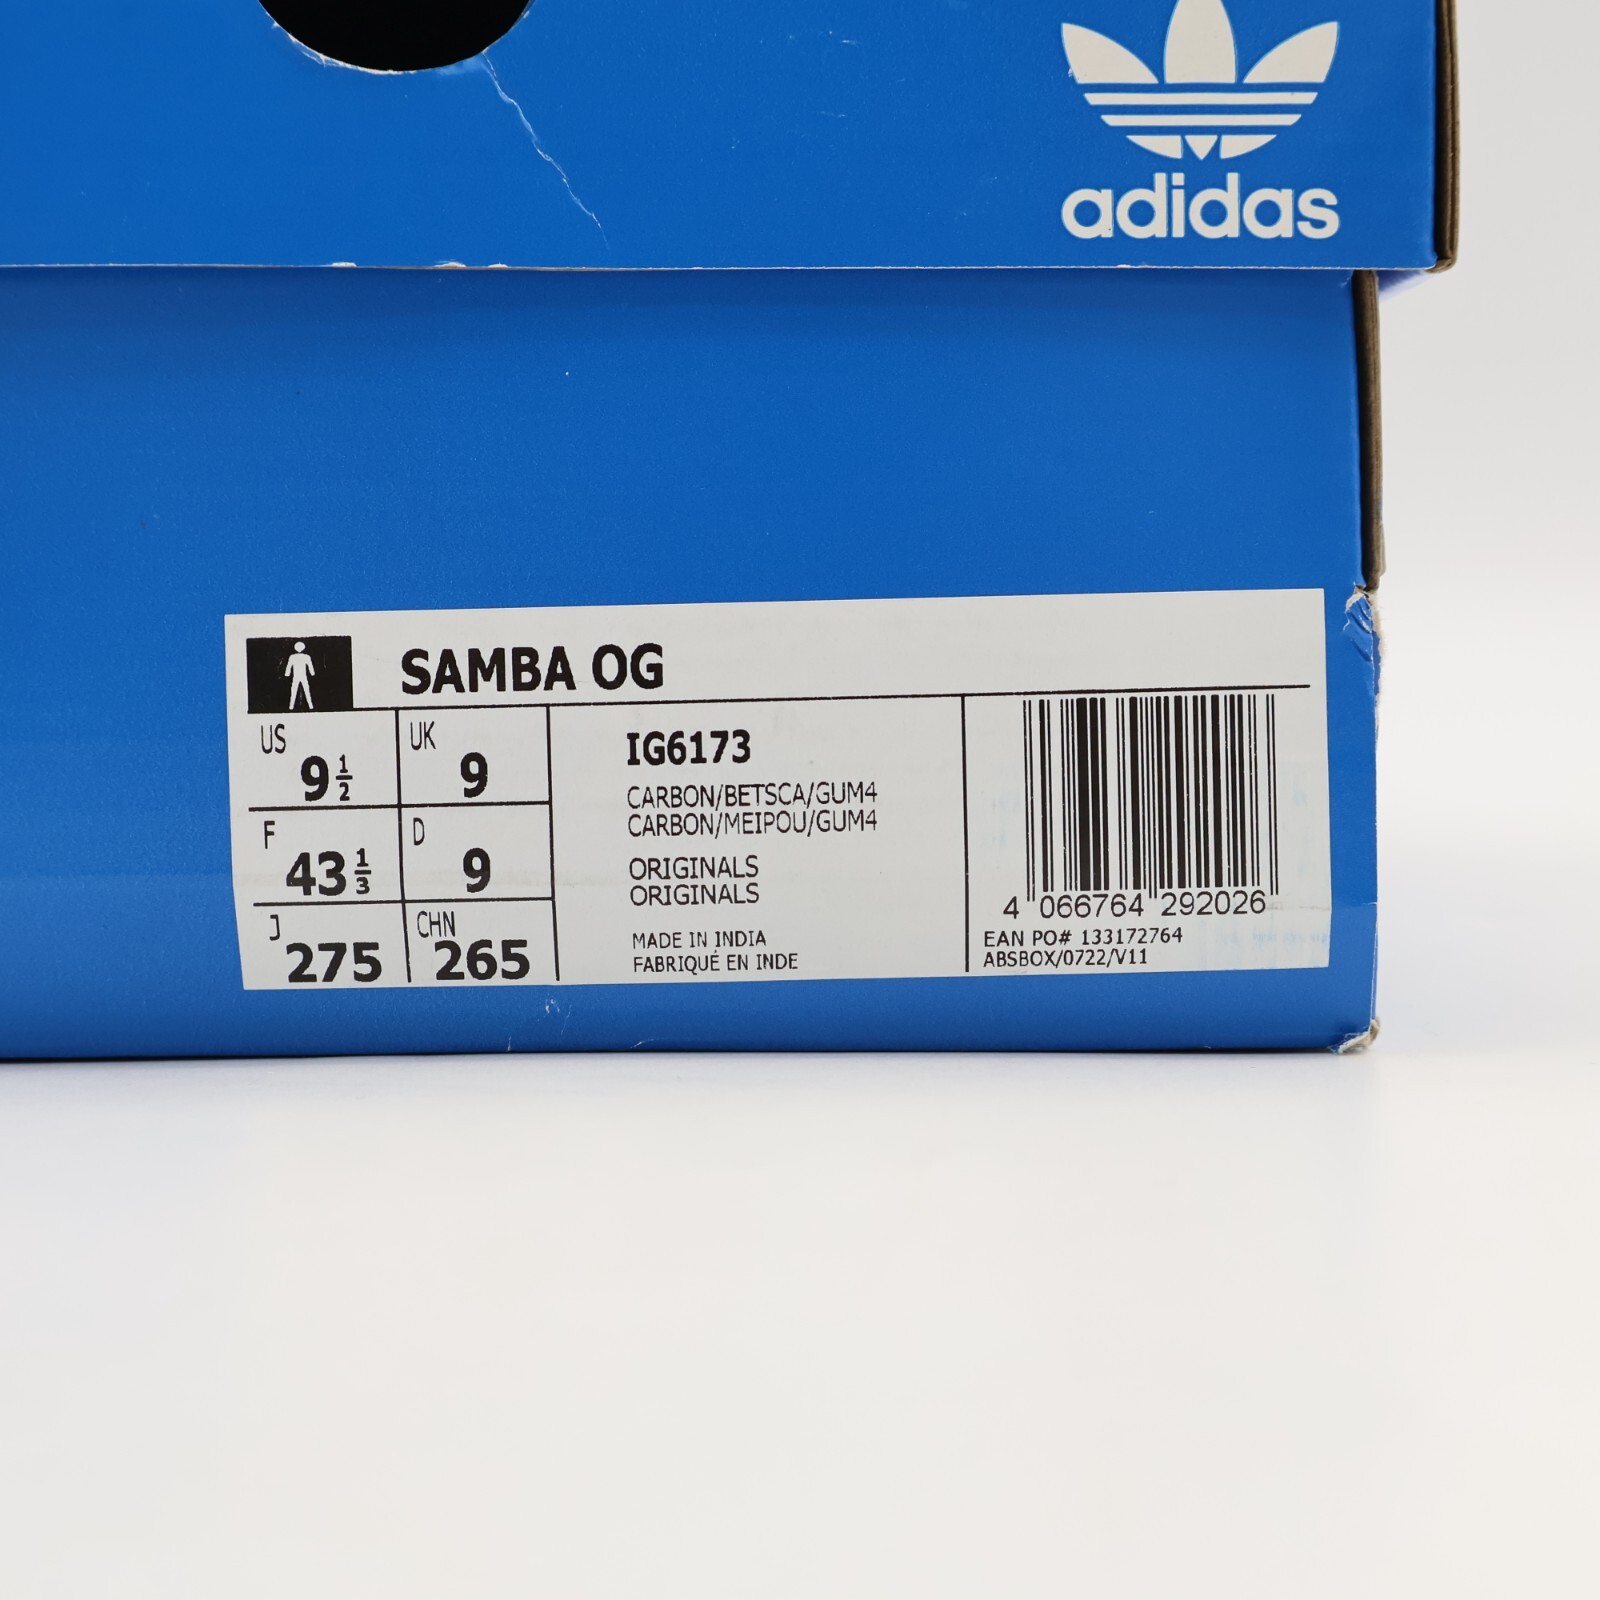 adidas
SAMBA OG
US 9 1/2
UK 9
F 43 1/3
D 9
J 275
CHN 265
IG6173
CARBON/BETSCA/GUM4
CARBON/MEIPOU/GUM4
ORIGINALS
ORIGINALS
MADE IN INDIA
FABRIQUÉ EN INDE
4 066764 292026
EAN PO# 133172764
ABSBOX/0722/V11